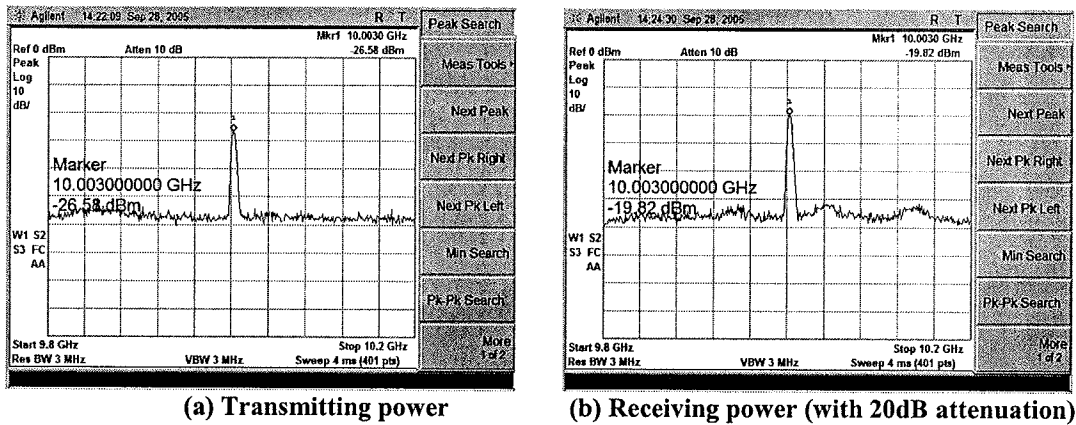 Agilent 14:22:09 Sep 28, 2005 R T
Peak Search
Mkr1 10.0030 GHz
Ref 0 dBm Atten 10 dB -26.58 dBm
Peak
Log
10
dB/
Meas Tools
Next Peak
1
Marker
10.003000000 GHz
-26.58 dBm
Next Pk Right
Next Pk Left
W1 S2
S3 FC
AA
Min Search
Pk-Pk Search
Start 9.8 GHz Stop 10.2 GHz
Res BW 3 MHz VBW 3 MHz Sweep 4 ms (401 pts)
More
1 of 2
(a) Transmitting power
Agilent 14:24:30 Sep 28, 2005 R T
Peak Search
Mkr1 10.0030 GHz
Ref 0 dBm Atten 10 dB -19.82 dBm
Peak
Log
10
dB/
Meas Tools
Next Peak
1
Marker
10.003000000 GHz
-19.82 dBm
Next Pk Right
Next Pk Left
W1 S2
S3 FC
AA
Min Search
Pk-Pk Search
Start 9.8 GHz Stop 10.2 GHz
Res BW 3 MHz VBW 3 MHz Sweep 4 ms (401 pts)
More
1 of 2
(b) Receiving power (with 20dB attenuation)